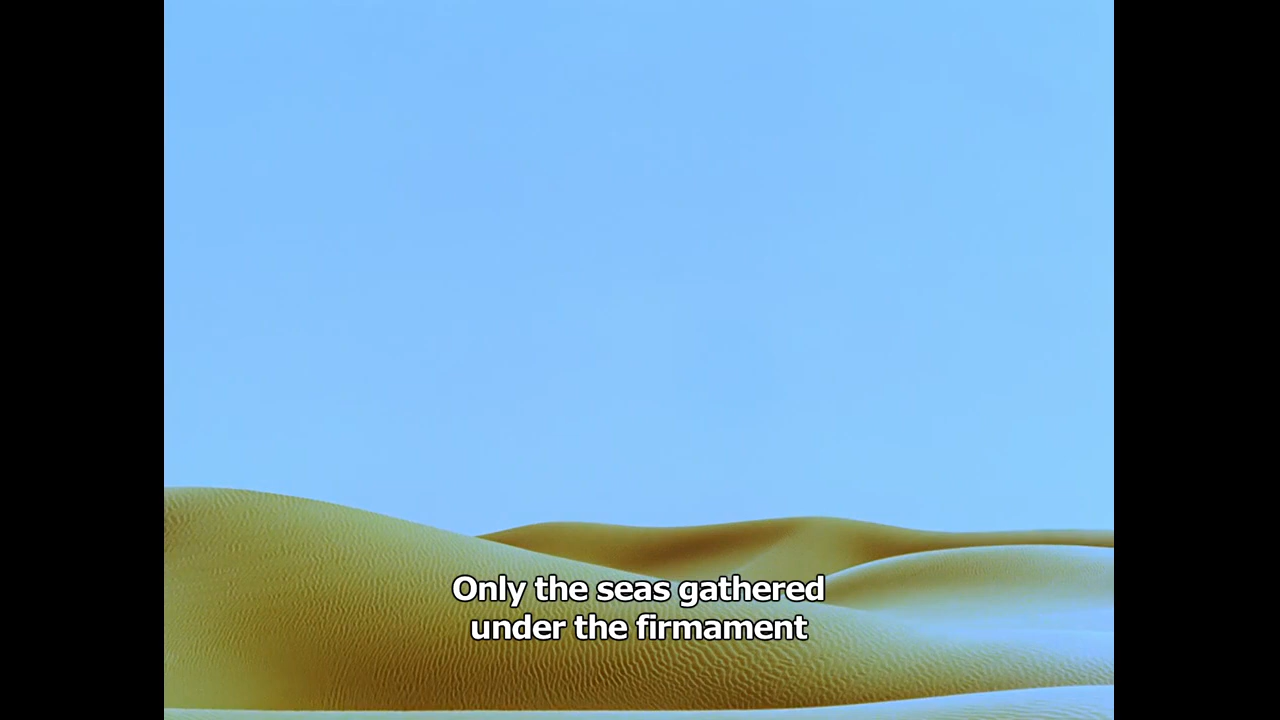 Only the seas gathered
under the firmament